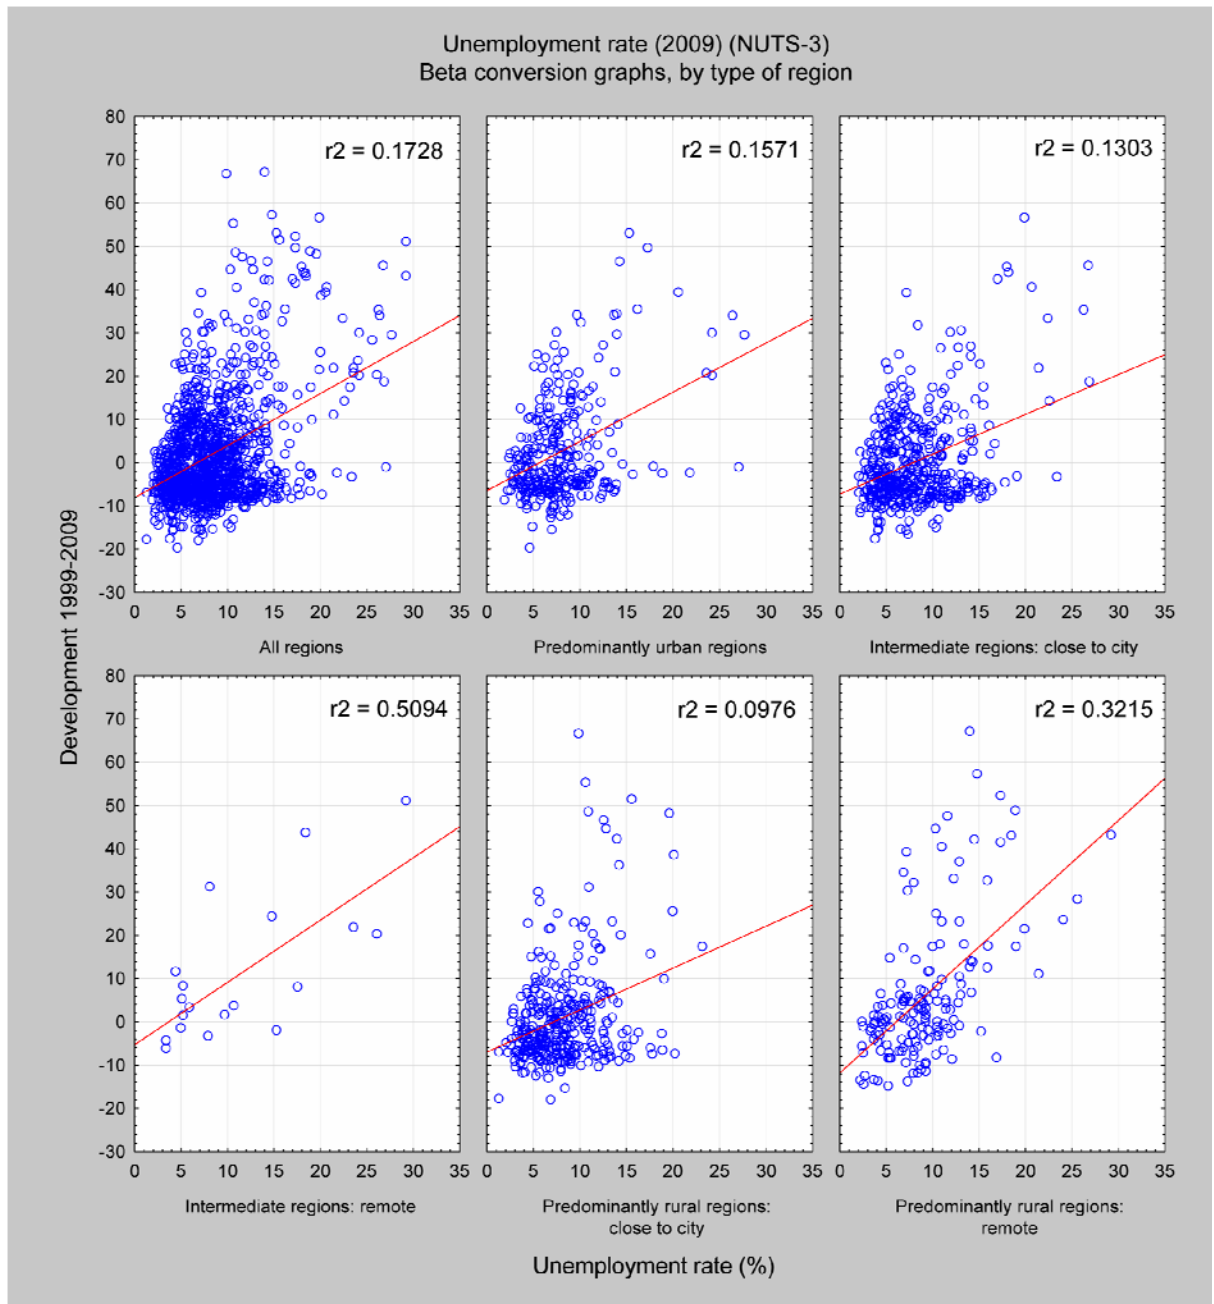 Unemployment rate (2009) (NUTS-3)
Beta conversion graphs, by type of region
Development 1999-2009
80
70
60
50
40
30
20
10
0
-10
-20
-30
r2 = 0.1728
0 5 10 15 20 25 30 35
All regions
r2 = 0.1571
0 5 10 15 20 25 30 35
Predominantly urban regions
r2 = 0.1303
0 5 10 15 20 25 30 35
Intermediate regions: close to city
80
70
60
50
40
30
20
10
0
-10
-20
-30
r2 = 0.5094
0 5 10 15 20 25 30 35
Intermediate regions: remote
r2 = 0.0976
0 5 10 15 20 25 30 35
Predominantly rural regions:
close to city
r2 = 0.3215
0 5 10 15 20 25 30 35
Predominantly rural regions:
remote
Unemployment rate (%)